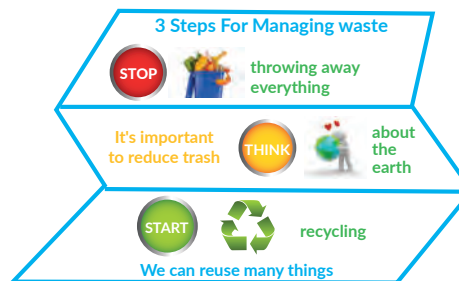 3 Steps For Managing waste
STOP
throwing away
everything
It's important
to reduce trash
THINK
about
the
earth
START
recycling
We can reuse many things